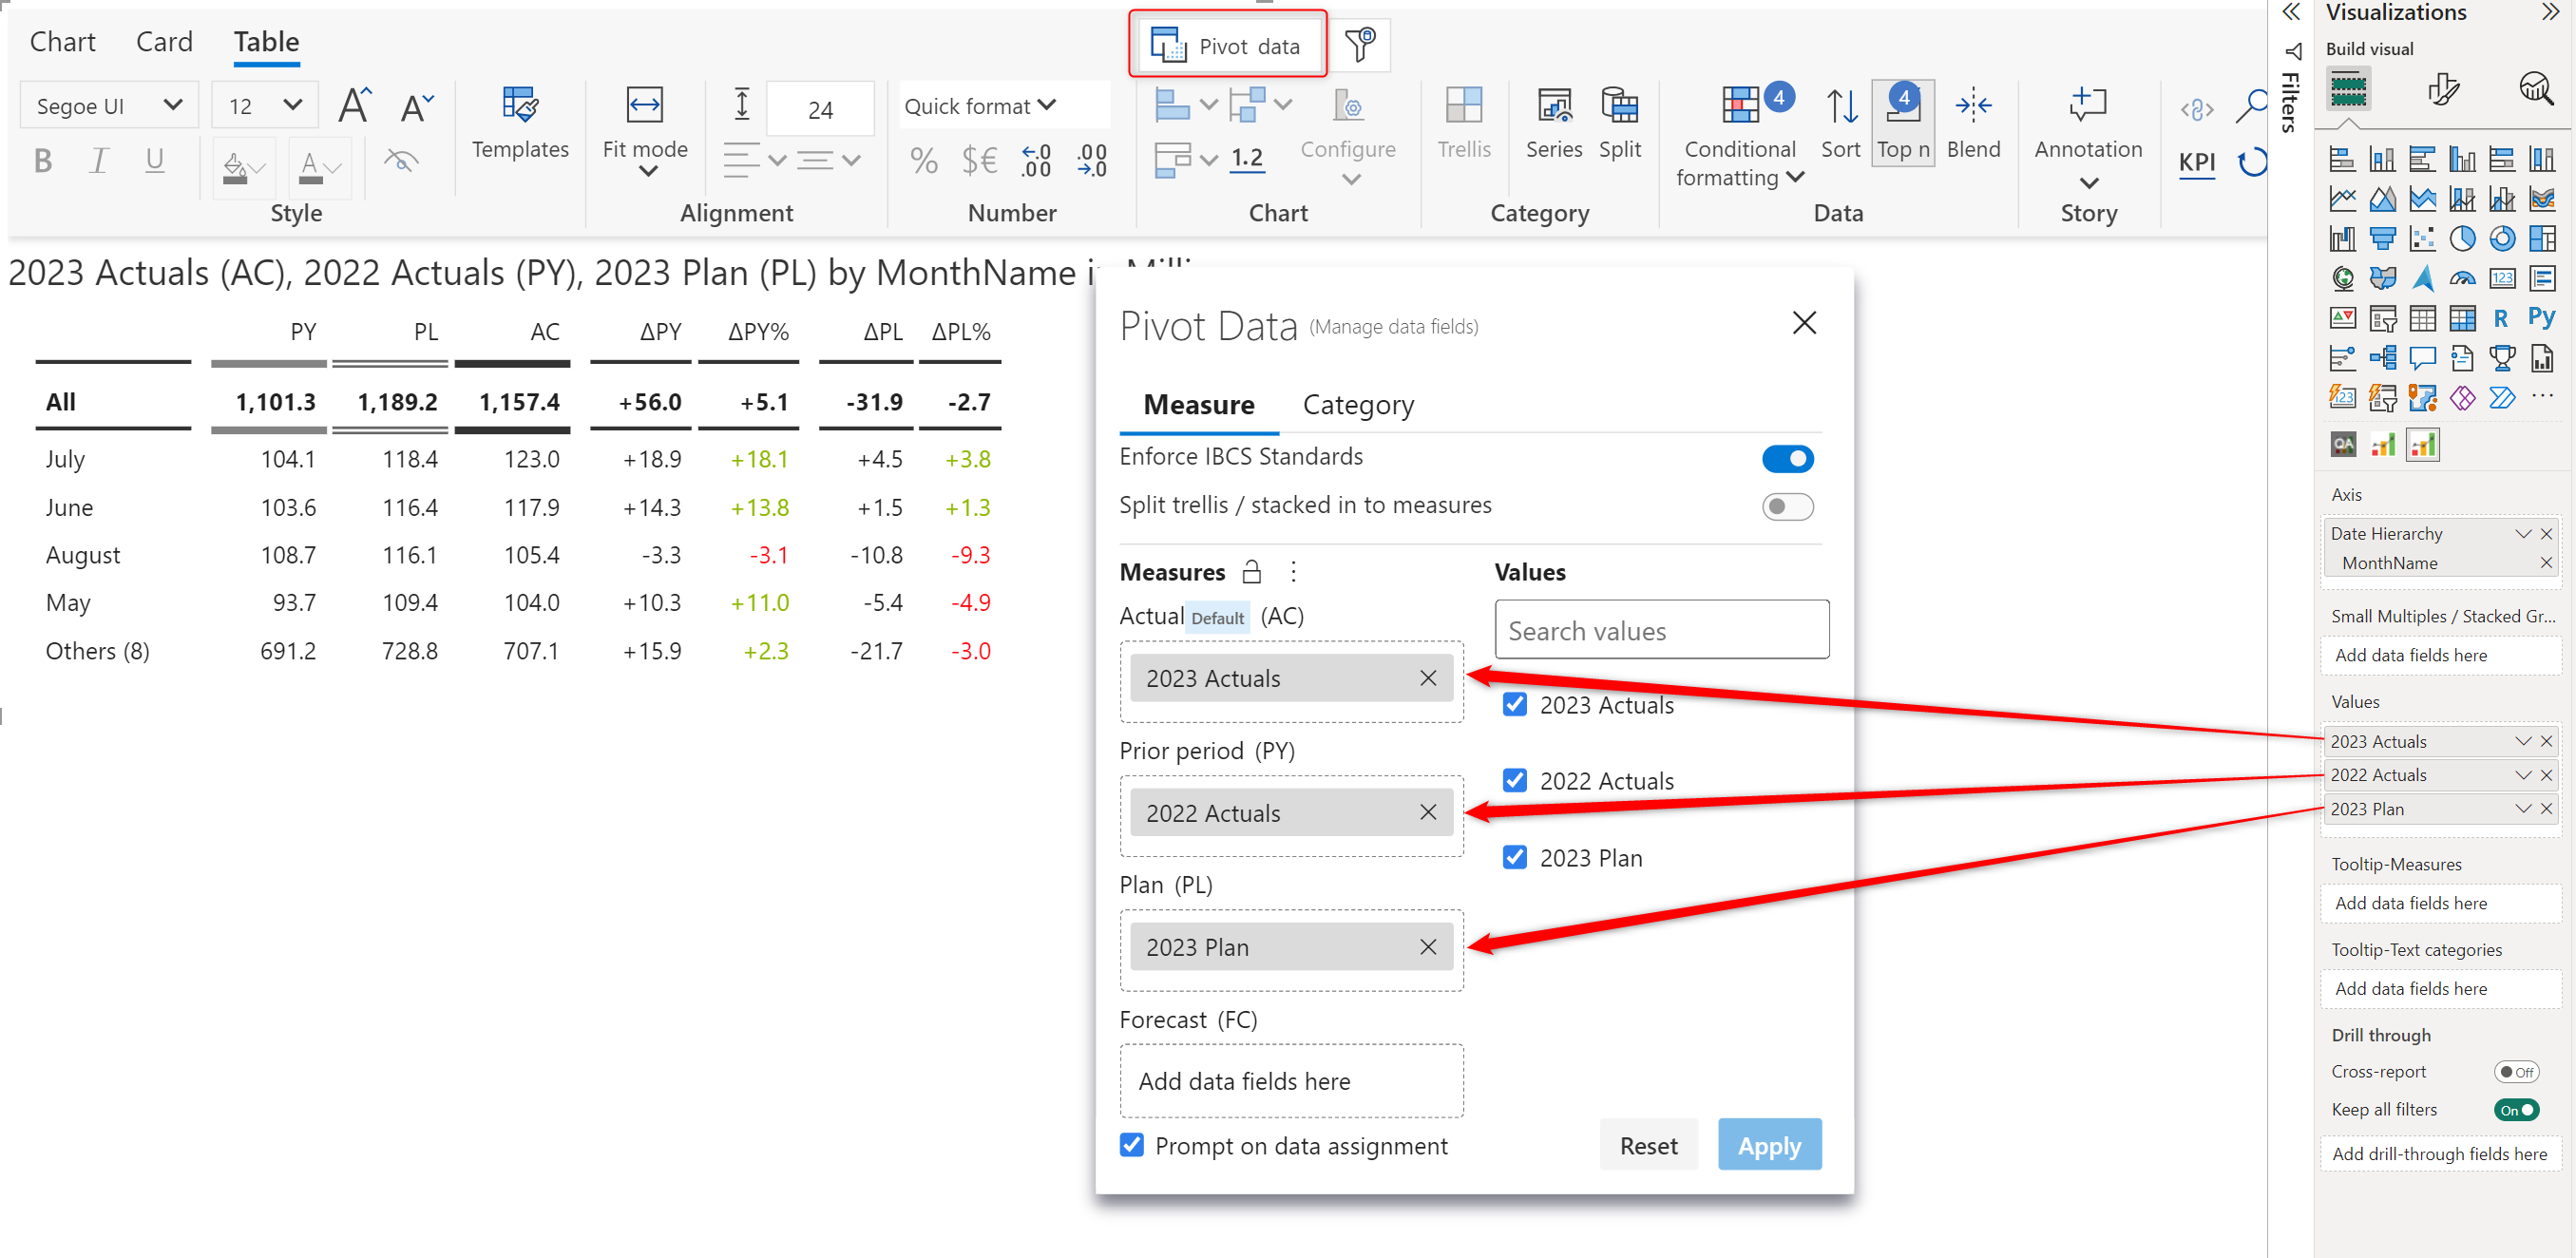 Chart Card Table
Pivot data
Segoe UI 12
Templates
Fit mode
24
Quick format
% $€ .0 .00 .00 .0
1.2
Configure
Trellis
Series Split
Conditional formatting 4
Sort
4 Top n
Blend
Annotation
KPI
Style Alignment Number Chart Category Data Story
2023 Actuals (AC), 2022 Actuals (PY), 2023 Plan (PL) by MonthName
PY PL AC ΔPY ΔPY% ΔPL ΔPL%
All 1,101.3 1,189.2 1,157.4 +56.0 +5.1 -31.9 -2.7
July 104.1 118.4 123.0 +18.9 +18.1 +4.5 +3.8
June 103.6 116.4 117.9 +14.3 +13.8 +1.5 +1.3
August 108.7 116.1 105.4 -3.3 -3.1 -10.8 -9.3
May 93.7 109.4 104.0 +10.3 +11.0 -5.4 -4.9
Others (8) 691.2 728.8 707.1 +15.9 +2.3 -21.7 -3.0
Pivot Data (Manage data fields)
Measure Category
Enforce IBCS Standards
Split trellis / stacked in to measures
Measures
Actual Default (AC)
2023 Actuals
Prior period (PY)
2022 Actuals
Plan (PL)
2023 Plan
Forecast (FC)
Add data fields here
Prompt on data assignment
Values
Search values
2023 Actuals
2022 Actuals
2023 Plan
Reset Apply
Filters
Visualizations
Build visual
123
R Py
123
QA
Axis
Date Hierarchy
MonthName
Small Multiples / Stacked Gr...
Add data fields here
Values
2023 Actuals
2022 Actuals
2023 Plan
Tooltip-Measures
Add data fields here
Tooltip-Text categories
Add data fields here
Drill through
Cross-report Off
Keep all filters On
Add drill-through fields here